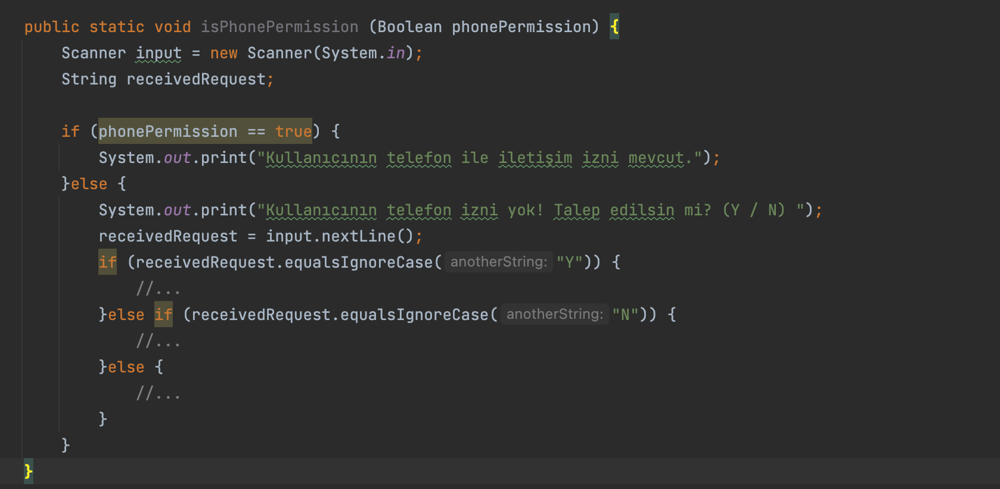 public static void isPhonePermission (Boolean phonePermission) {
Scanner input = new Scanner(System.in);
String receivedRequest;
if (phonePermission == true) {
System.out.print("Kullanıcının telefon ile iletişim izni mevcut.");
}else {
System.out.print("Kullanıcının telefon izni yok! Talep edilsin mi? (Y / N) ");
receivedRequest = input.nextLine();
if (receivedRequest.equalsIgnoreCase( anotherString: "Y")) {
//...
}else if (receivedRequest.equalsIgnoreCase( anotherString: "N")) {
//...
}else {
//...
}
}
}